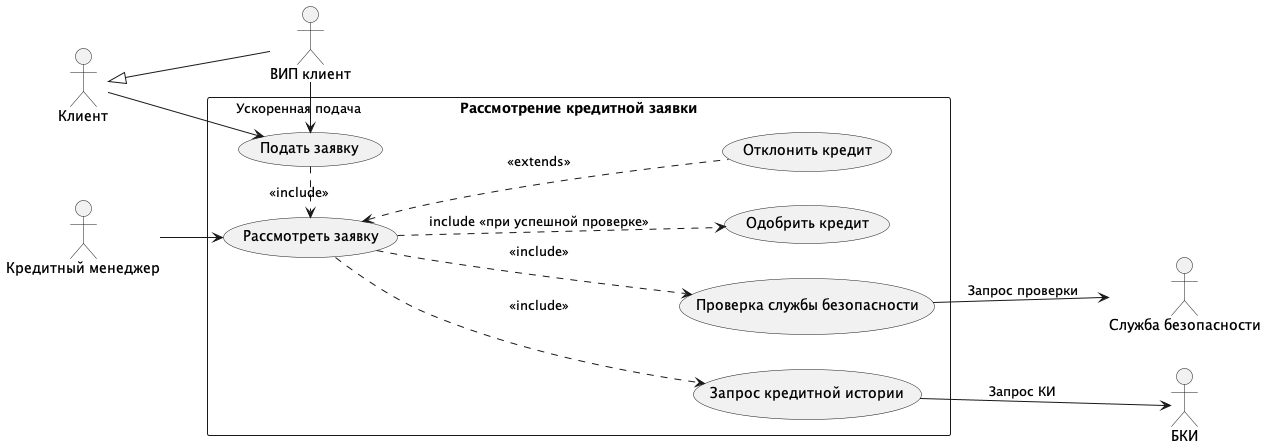 ВИП клиент
Клиент
Ускоренная подача
Рассмотрение кредитной заявки
Подать заявку
Отклонить кредит
«extends»
«include»
Кредитный менеджер
Рассмотреть заявку
include «при успешной проверке»
Одобрить кредит
«include»
Проверка службы безопасности
Запрос проверки
Служба безопасности
«include»
Запрос кредитной истории
Запрос КИ
БКИ